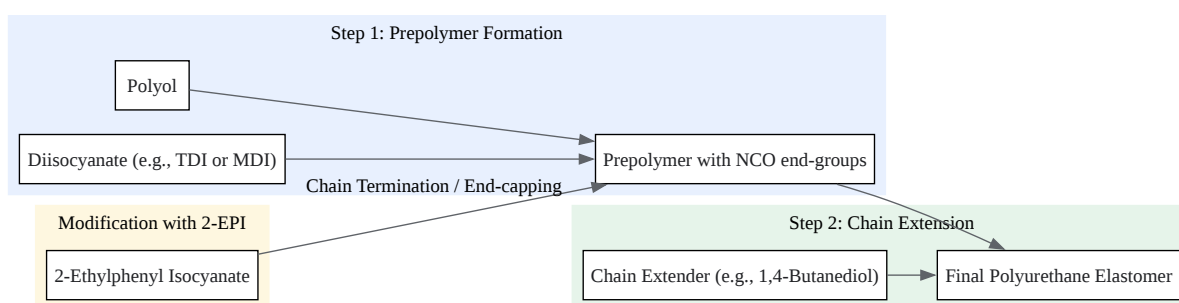 Step 1: Prepolymer Formation
Polyol
Diisocyanate (e.g., TDI or MDI)
Prepolymer with NCO end-groups
Chain Termination / End-capping
Modification with 2-EPI
2-Ethylphenyl Isocyanate
Step 2: Chain Extension
Chain Extender (e.g., 1,4-Butanediol)
Final Polyurethane Elastomer